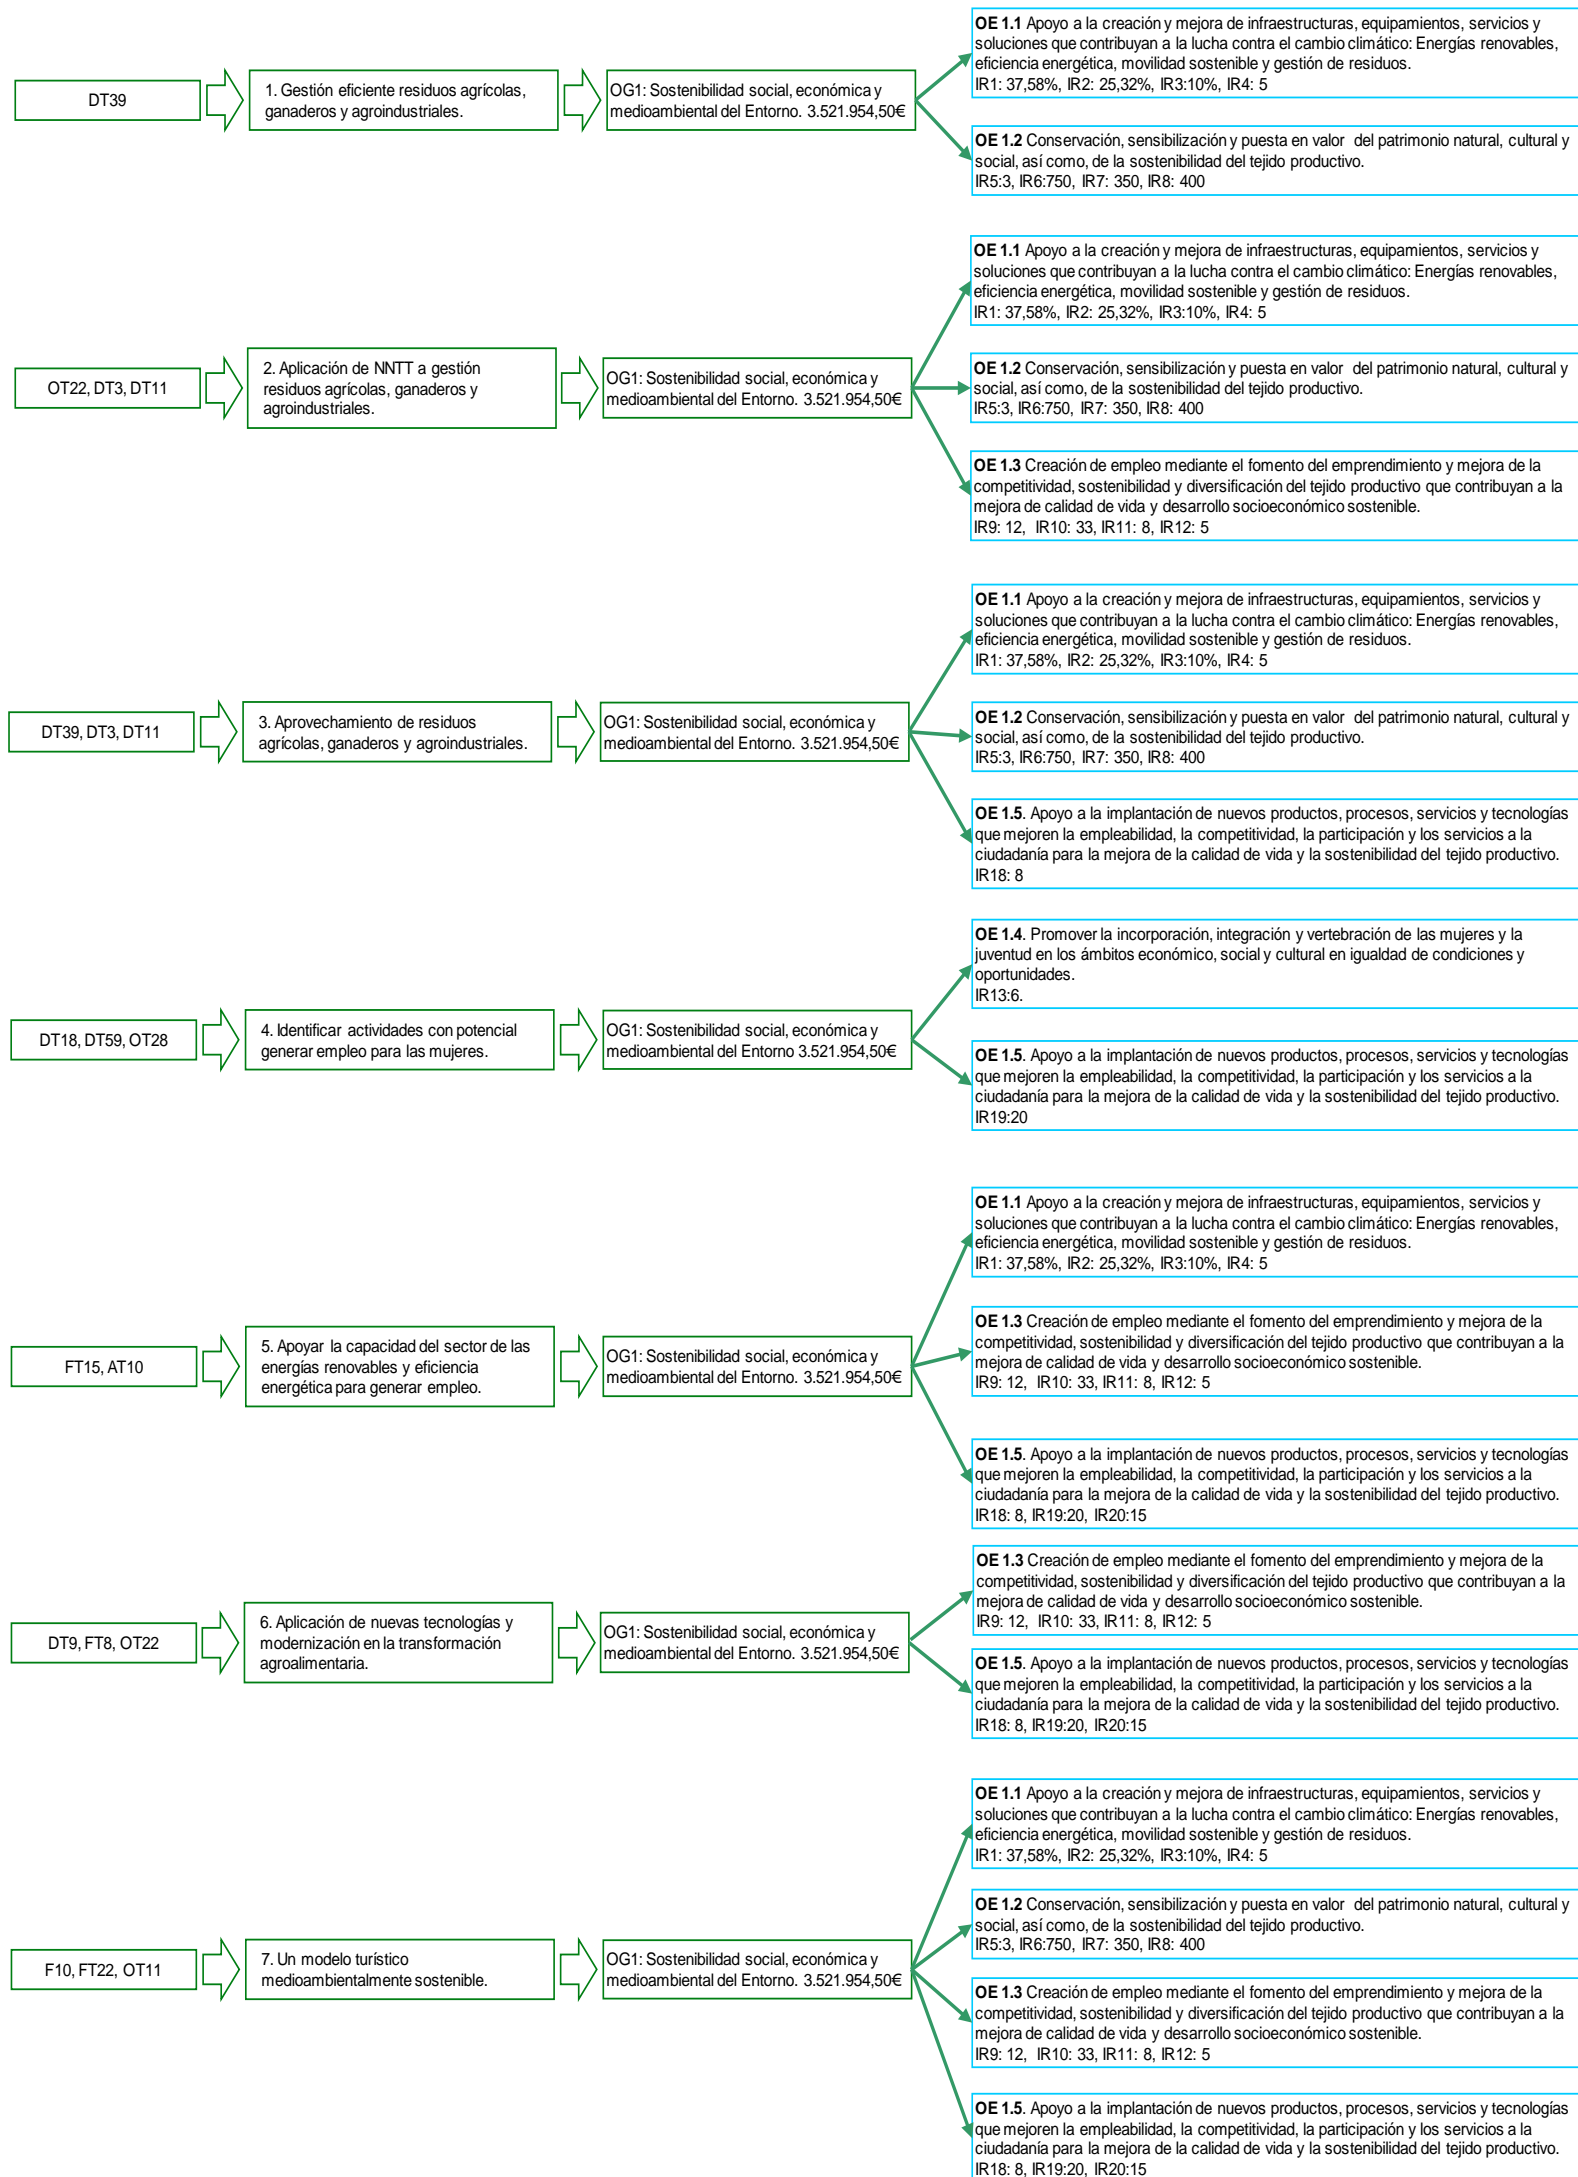 DT39
1. Gestión eficiente residuos agrícolas,
ganaderos y agroindustriales.
OG1: Sostenibilidad social, económica y
medioambiental del Entorno. 3.521.954,50€
OE 1.1 Apoyo a la creación y mejora de infraestructuras, equipamientos, servicios y
soluciones que contribuyan a la lucha contra el cambio climático: Energías renovables,
eficiencia energética, movilidad sostenible y gestión de residuos.
IR1: 37,58%, IR2: 25,32%, IR3:10%, IR4: 5
OE 1.2 Conservación, sensibilización y puesta en valor del patrimonio natural, cultural y
social, así como, de la sostenibilidad del tejido productivo.
IR5:3, IR6:750, IR7: 350, IR8: 400
OT22, DT3, DT11
2. Aplicación de NNTT a gestión
residuos agrícolas, ganaderos y
agroindustriales.
OG1: Sostenibilidad social, económica y
medioambiental del Entorno. 3.521.954,50€
OE 1.1 Apoyo a la creación y mejora de infraestructuras, equipamientos, servicios y
soluciones que contribuyan a la lucha contra el cambio climático: Energías renovables,
eficiencia energética, movilidad sostenible y gestión de residuos.
IR1: 37,58%, IR2: 25,32%, IR3:10%, IR4: 5
OE 1.2 Conservación, sensibilización y puesta en valor del patrimonio natural, cultural y
social, así como, de la sostenibilidad del tejido productivo.
IR5:3, IR6:750, IR7: 350, IR8: 400
OE 1.3 Creación de empleo mediante el fomento del emprendimiento y mejora de la
competitividad, sostenibilidad y diversificación del tejido productivo que contribuyan a la
mejora de calidad de vida y desarrollo socioeconómico sostenible.
IR9: 12, IR10: 33, IR11: 8, IR12: 5
DT39, DT3, DT11
3. Aprovechamiento de residuos
agrícolas, ganaderos y agroindustriales.
OG1: Sostenibilidad social, económica y
medioambiental del Entorno. 3.521.954,50€
OE 1.1 Apoyo a la creación y mejora de infraestructuras, equipamientos, servicios y
soluciones que contribuyan a la lucha contra el cambio climático: Energías renovables,
eficiencia energética, movilidad sostenible y gestión de residuos.
IR1: 37,58%, IR2: 25,32%, IR3:10%, IR4: 5
OE 1.2 Conservación, sensibilización y puesta en valor del patrimonio natural, cultural y
social, así como, de la sostenibilidad del tejido productivo.
IR5:3, IR6:750, IR7: 350, IR8: 400
OE 1.5. Apoyo a la implantación de nuevos productos, procesos, servicios y tecnologías
que mejoren la empleabilidad, la competitividad, la participación y los servicios a la
ciudadanía para la mejora de la calidad de vida y la sostenibilidad del tejido productivo.
IR18: 8
DT18, DT59, OT28
4. Identificar actividades con potencial
generar empleo para las mujeres.
OG1: Sostenibilidad social, económica y
medioambiental del Entorno 3.521.954,50€
OE 1.4. Promover la incorporación, integración y vertebración de las mujeres y la
juventud en los ámbitos económico, social y cultural en igualdad de condiciones y
oportunidades.
IR13:6.
OE 1.5. Apoyo a la implantación de nuevos productos, procesos, servicios y tecnologías
que mejoren la empleabilidad, la competitividad, la participación y los servicios a la
ciudadanía para la mejora de la calidad de vida y la sostenibilidad del tejido productivo.
IR19:20
FT15, AT10
5. Apoyar la capacidad del sector de las
energías renovables y eficiencia
energética para generar empleo.
OG1: Sostenibilidad social, económica y
medioambiental del Entorno. 3.521.954,50€
OE 1.1 Apoyo a la creación y mejora de infraestructuras, equipamientos, servicios y
soluciones que contribuyan a la lucha contra el cambio climático: Energías renovables,
eficiencia energética, movilidad sostenible y gestión de residuos.
IR1: 37,58%, IR2: 25,32%, IR3:10%, IR4: 5
OE 1.3 Creación de empleo mediante el fomento del emprendimiento y mejora de la
competitividad, sostenibilidad y diversificación del tejido productivo que contribuyan a la
mejora de calidad de vida y desarrollo socioeconómico sostenible.
IR9: 12, IR10: 33, IR11: 8, IR12: 5
OE 1.5. Apoyo a la implantación de nuevos productos, procesos, servicios y tecnologías
que mejoren la empleabilidad, la competitividad, la participación y los servicios a la
ciudadanía para la mejora de la calidad de vida y la sostenibilidad del tejido productivo.
IR18: 8, IR19:20, IR20:15
DT9, FT8, OT22
6. Aplicación de nuevas tecnologías y
modernización en la transformación
agroalimentaria.
OG1: Sostenibilidad social, económica y
medioambiental del Entorno. 3.521.954,50€
OE 1.3 Creación de empleo mediante el fomento del emprendimiento y mejora de la
competitividad, sostenibilidad y diversificación del tejido productivo que contribuyan a la
mejora de calidad de vida y desarrollo socioeconómico sostenible.
IR9: 12, IR10: 33, IR11: 8, IR12: 5
OE 1.5. Apoyo a la implantación de nuevos productos, procesos, servicios y tecnologías
que mejoren la empleabilidad, la competitividad, la participación y los servicios a la
ciudadanía para la mejora de la calidad de vida y la sostenibilidad del tejido productivo.
IR18: 8, IR19:20, IR20:15
F10, FT22, OT11
7. Un modelo turístico
medioambientalmente sostenible.
OG1: Sostenibilidad social, económica y
medioambiental del Entorno. 3.521.954,50€
OE 1.1 Apoyo a la creación y mejora de infraestructuras, equipamientos, servicios y
soluciones que contribuyan a la lucha contra el cambio climático: Energías renovables,
eficiencia energética, movilidad sostenible y gestión de residuos.
IR1: 37,58%, IR2: 25,32%, IR3:10%, IR4: 5
OE 1.2 Conservación, sensibilización y puesta en valor del patrimonio natural, cultural y
social, así como, de la sostenibilidad del tejido productivo.
IR5:3, IR6:750, IR7: 350, IR8: 400
OE 1.3 Creación de empleo mediante el fomento del emprendimiento y mejora de la
competitividad, sostenibilidad y diversificación del tejido productivo que contribuyan a la
mejora de calidad de vida y desarrollo socioeconómico sostenible.
IR9: 12, IR10: 33, IR11: 8, IR12: 5
OE 1.5. Apoyo a la implantación de nuevos productos, procesos, servicios y tecnologías
que mejoren la empleabilidad, la competitividad, la participación y los servicios a la
ciudadanía para la mejora de la calidad de vida y la sostenibilidad del tejido productivo.
IR18: 8, IR19:20, IR20:15